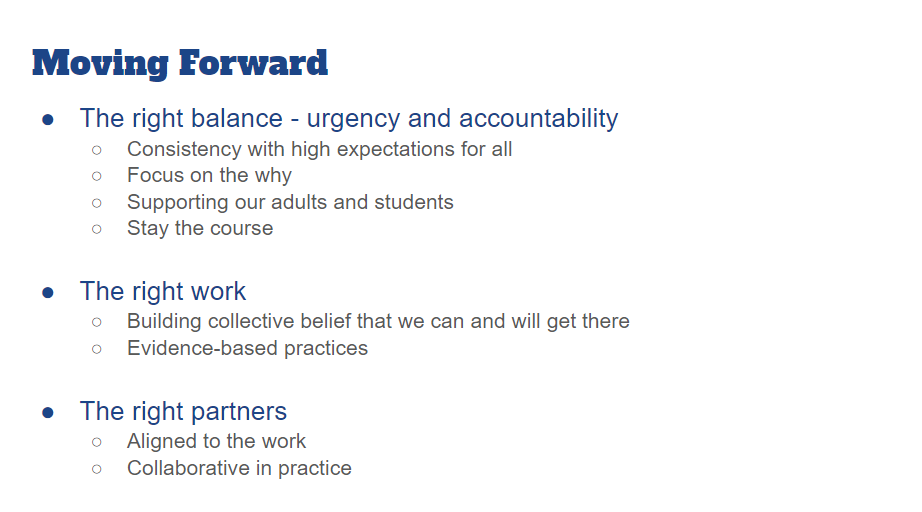 Moving Forward
● The right balance - urgency and accountability
○ Consistency with high expectations for all
○ Focus on the why
○ Supporting our adults and students
○ Stay the course
● The right work
○ Building collective belief that we can and will get there
○ Evidence-based practices
● The right partners
○ Aligned to the work
○ Collaborative in practice